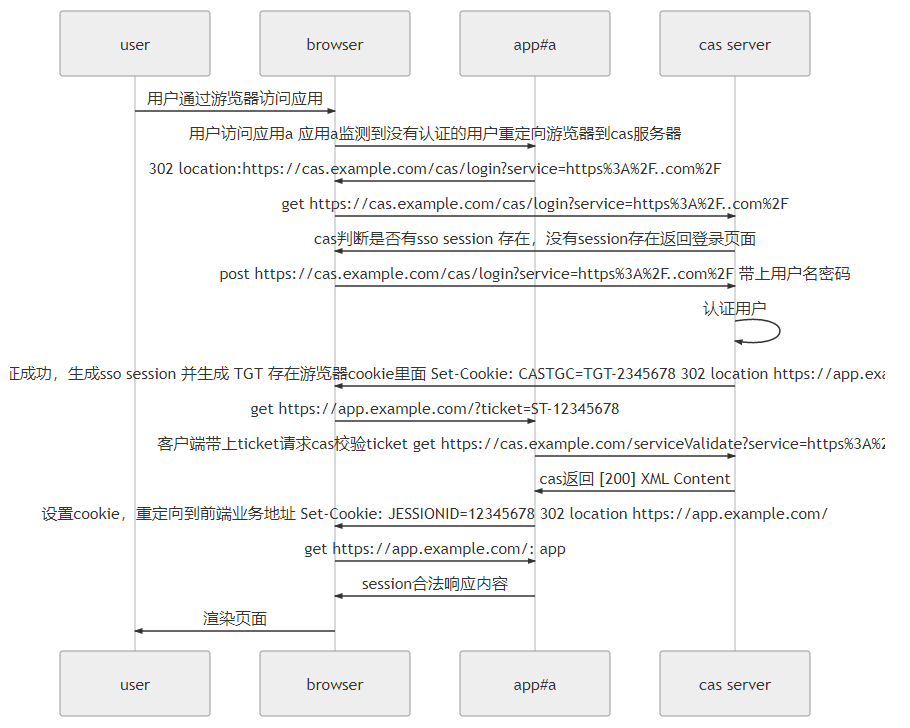 user browser app#a cas server
用户通过游览器访问应用
用户访问应用a 应用a监测到没有认证的用户重定向游览器到cas服务器
302 location:https://cas.example.com/cas/login?service=https%3A%2F..com%2F
get https://cas.example.com/cas/login?service=https%3A%2F..com%2F
cas判断是否有sso session 存在，没有session存在返回登录页面
post https://cas.example.com/cas/login?service=https%3A%2F..com%2F 带上用户名密码
认证用户
证成功，生成sso session 并生成 TGT 存在游览器cookie里面 Set-Cookie: CASTGC=TGT-2345678 302 location https://app.exa
get https://app.example.com/?ticket=ST-12345678
客户端带上ticket请求cas校验ticket get https://cas.example.com/serviceValidate?service=https%3A%2
cas返回 [200] XML Content
设置cookie，重定向到前端业务地址 Set-Cookie: JESSIONID=12345678 302 location https://app.example.com/
get https://app.example.com/: app
session合法响应内容
渲染页面
user browser app#a cas server